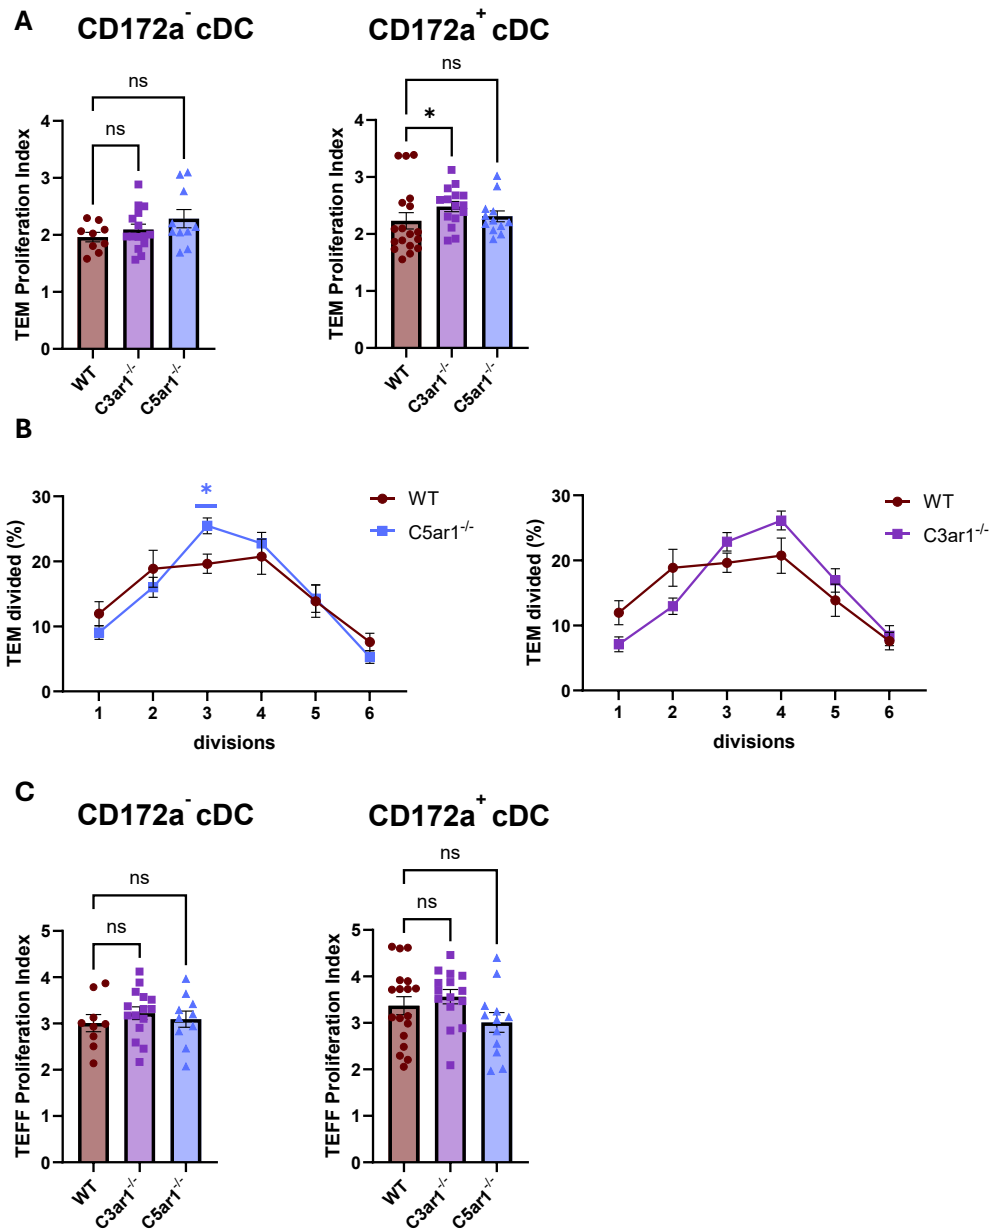 A
CD172a- cDC
CD172a+ cDC
ns
ns
TEM Proliferation Index
4
3
2
1
0
WT
C3ar1-/-
C5ar1-/-
ns
*
TEM Proliferation Index
4
3
2
1
0
WT
C3ar1-/-
C5ar1-/-
B
TEM divided (%)
30
20
10
0
*
1 2 3 4 5 6
divisions
WT
C5ar1-/-
TEM divided (%)
30
20
10
0
1 2 3 4 5 6
divisions
WT
C3ar1-/-
C
CD172a- cDC
CD172a+ cDC
ns
ns
TEFF Proliferation Index
5
4
3
2
1
0
WT
C3ar1-/-
C5ar1-/-
ns
ns
TEFF Proliferation Index
5
4
3
2
1
0
WT
C3ar1-/-
C5ar1-/-